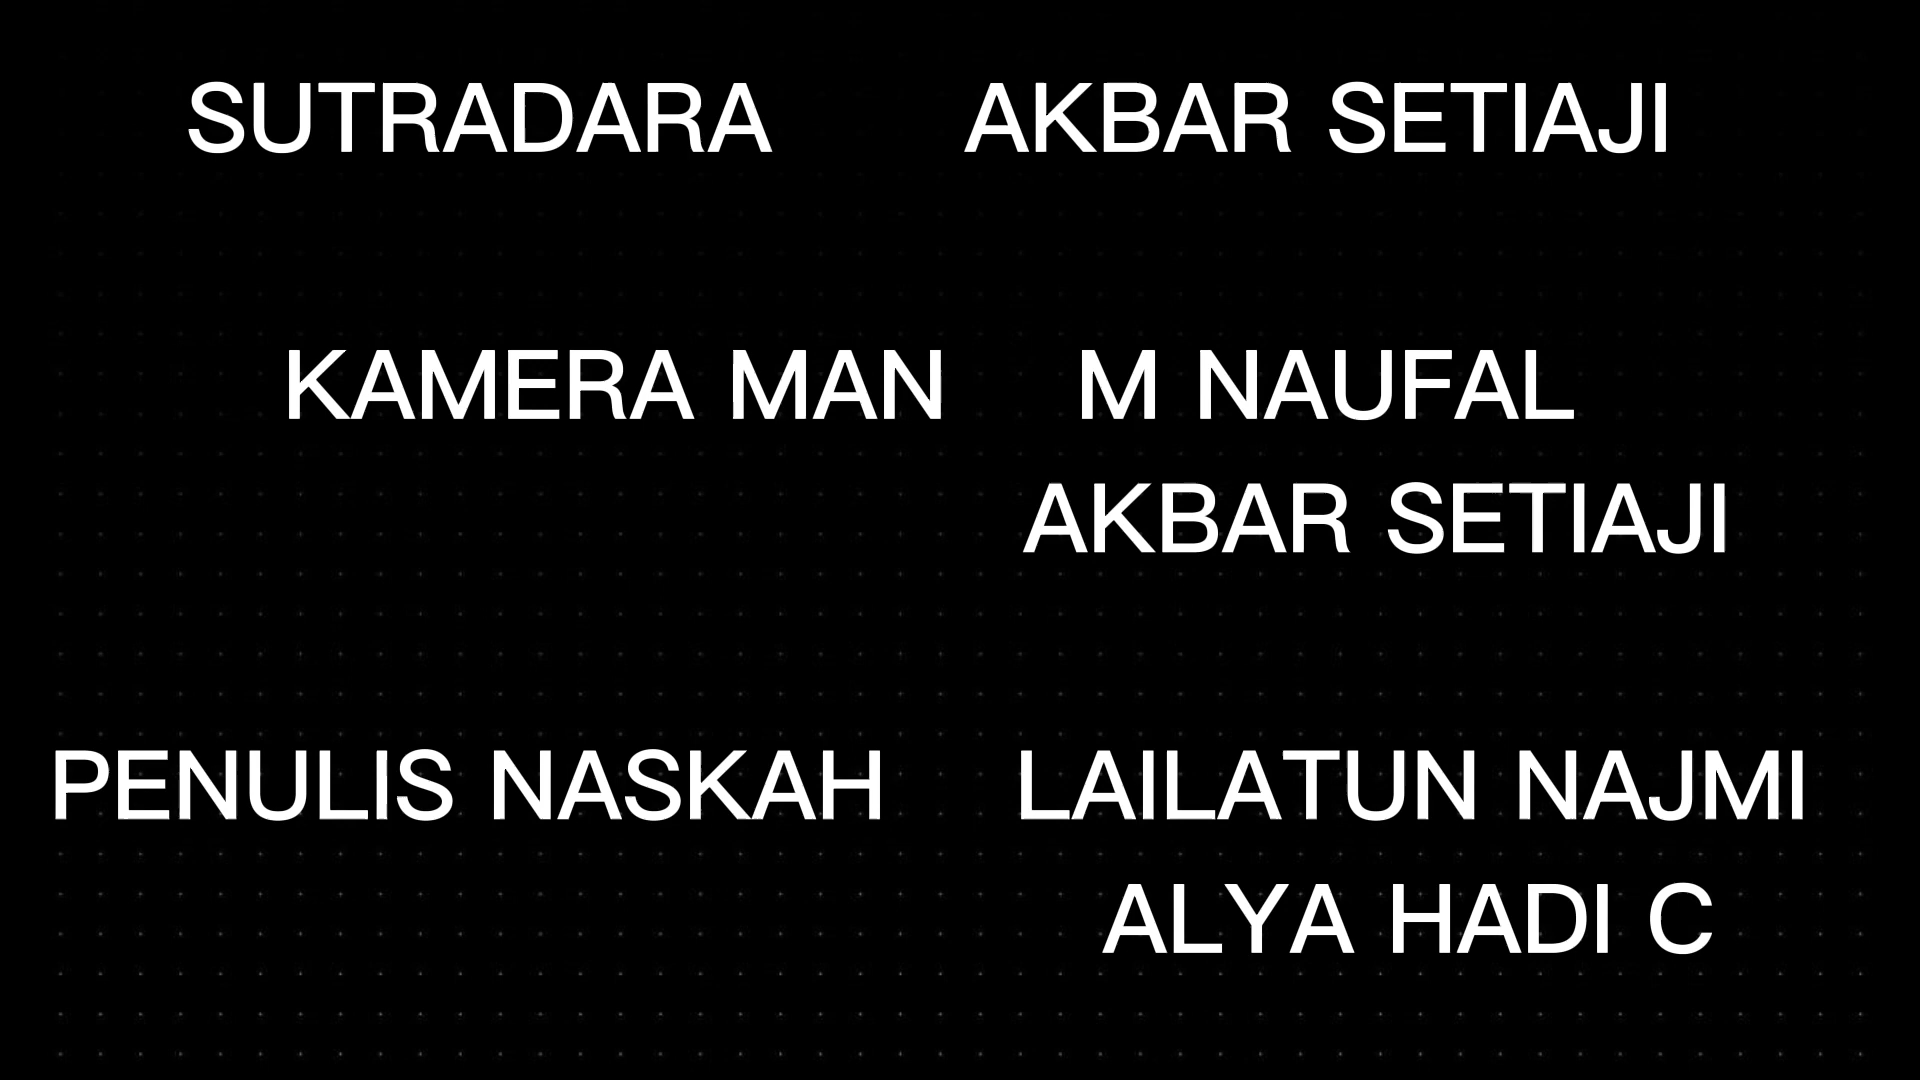 SUTRADARA AKBAR SETIAJI
KAMERA MAN M NAUFAL
AKBAR SETIAJI
PENULIS NASKAH LAILATUN NAJMI
ALYA HADI C